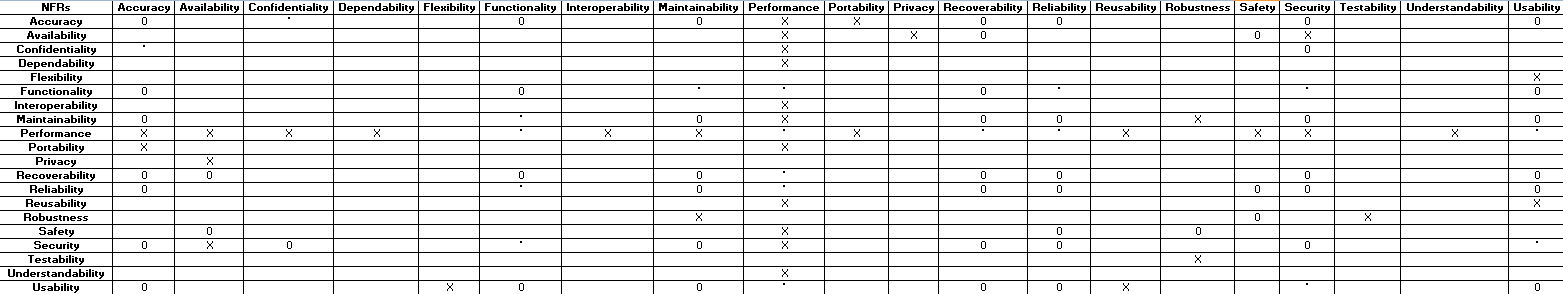 NFRs Accuracy Availability Confidentiality Dependability Flexibility Functionality Interoperability Maintainability Performance Portability Privacy Recoverability Reliability Reusability Robustness Safety Security Testability Understandability Usability
Accuracy 0 * 0 0 X X 0 0 0 0
Availability X X 0 0 X
Confidentiality * X 0
Dependability X
Flexibility X
Functionality 0 0 * * 0 * * 0
Interoperability X
Maintainability 0 * 0 X 0 0 X 0 0
Performance X X X X * X X * X * * X X X X *
Portability X X
Privacy X
Recoverability 0 0 0 0 * 0 0 0 0
Reliability 0 * 0 * 0 0 0 0 0
Reusability X X
Robustness X 0 X
Safety 0 X 0 0
Security 0 X 0 * 0 X 0 0 0 *
Testability X
Understandability X
Usability 0 X 0 0 * 0 0 X * 0